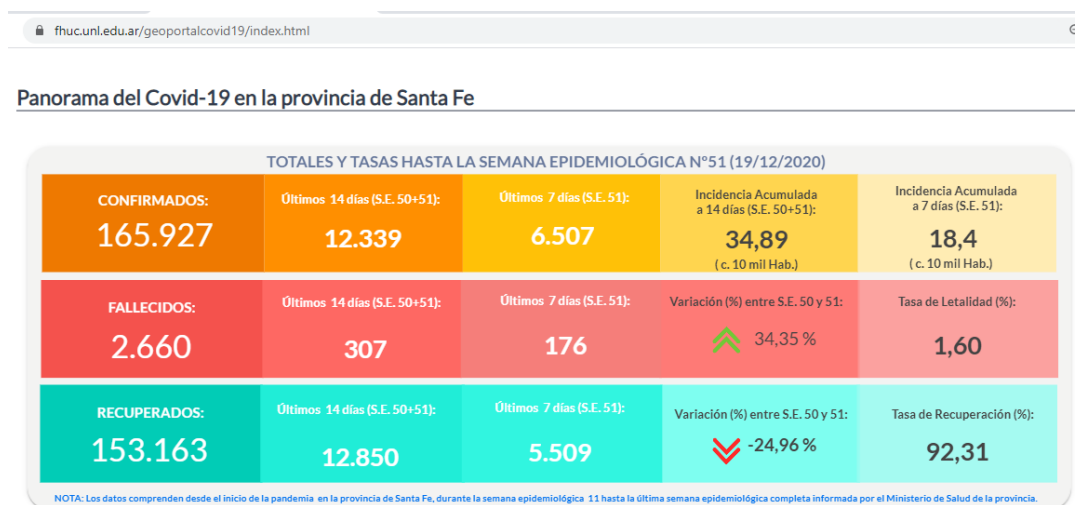 fhuc.unl.edu.ar/geoportalcovid19/index.html
Panorama del Covid-19 en la provincia de Santa Fe
TOTALES Y TASAS HASTA LA SEMANA EPIDEMIOLÓGICA N°51 (19/12/2020)
CONFIRMADOS:
165.927
Últimos 14 días (S.E. 50+51):
12.339
Últimos 7 días (S.E. 51):
6.507
Incidencia Acumulada
a 14 días (S.E. 50+51):
34,89
( c. 10 mil Hab.)
Incidencia Acumulada
a 7 días (S.E. 51):
18,4
( c. 10 mil Hab.)
FALLECIDOS:
2.660
Últimos 14 días (S.E. 50+51):
307
Últimos 7 días (S.E. 51):
176
Variación (%) entre S.E. 50 y 51:
34,35 %
Tasa de Letalidad (%):
1,60
RECUPERADOS:
153.163
Últimos 14 días (S.E. 50+51):
12.850
Últimos 7 días (S.E. 51):
5.509
Variación (%) entre S.E. 50 y 51:
-24,96 %
Tasa de Recuperación (%):
92,31
NOTA: Los datos comprenden desde el inicio de la pandemia en la provincia de Santa Fe, durante la semana epidemiológica 11 hasta la última semana epidemiológica completa informada por el Ministerio de Salud de la provincia.